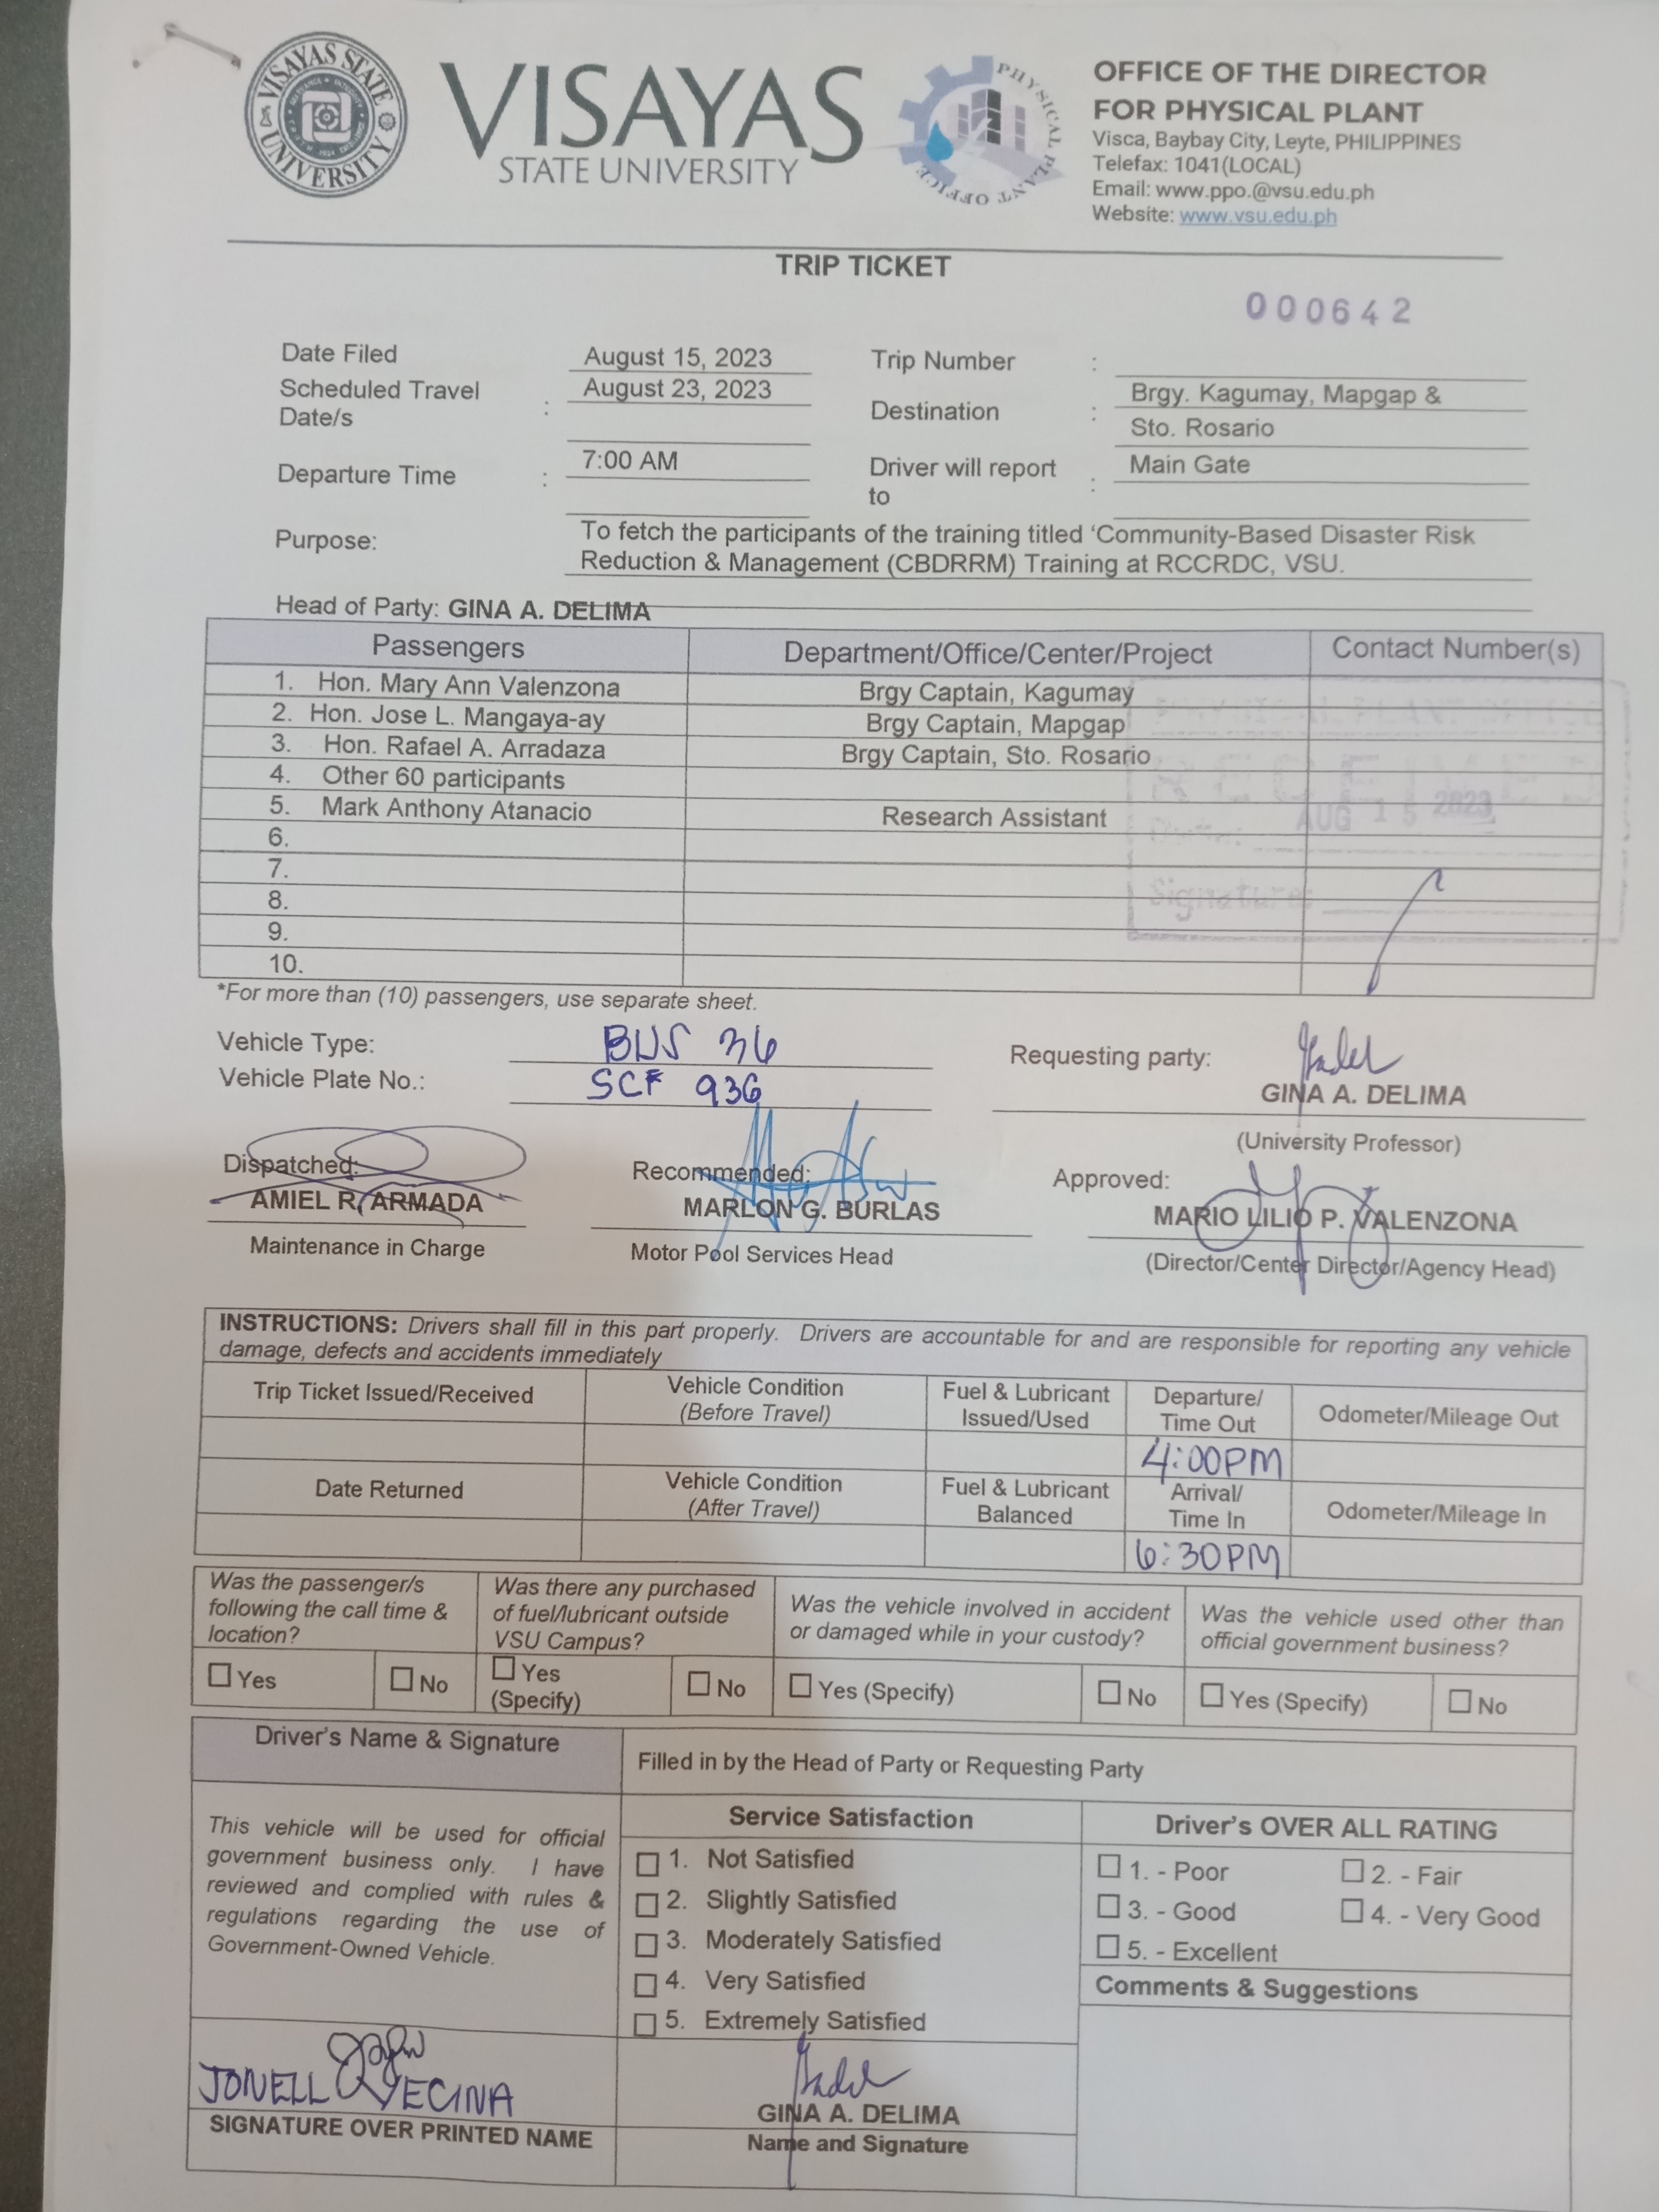 VISAYAS STATE UNIVERSITY
VISAYAS
STATE UNIVERSITY
PHYSICAL PLANT OFFICE
OFFICE OF THE DIRECTOR
FOR PHYSICAL PLANT
Visca, Baybay City, Leyte, PHILIPPINES
Telefax: 1041(LOCAL)
Email: www.ppo.@vsu.edu.ph
Website: www.vsu.edu.ph
TRIP TICKET
000642
Date Filed August 15, 2023 Trip Number :
Scheduled Travel Date/s : August 23, 2023 Destination : Brgy. Kagumay, Mapgap &
Sto. Rosario
Departure Time : 7:00 AM Driver will report to : Main Gate
Purpose: To fetch the participants of the training titled ‘Community-Based Disaster Risk
Reduction & Management (CBDRRM) Training at RCCRDC, VSU.
Head of Party: GINA A. DELIMA
Passengers Department/Office/Center/Project Contact Number(s)
1. Hon. Mary Ann Valenzona Brgy Captain, Kagumay
2. Hon. Jose L. Mangaya-ay Brgy Captain, Mapgap
3. Hon. Rafael A. Arradaza Brgy Captain, Sto. Rosario
4. Other 60 participants
5. Mark Anthony Atanacio Research Assistant
6.
7.
8.
9.
10.
PHYSICAL PLANT OFFICE
RECEIVED
Date: AUG 15 2023
Signature:
*For more than (10) passengers, use separate sheet.
Vehicle Type: BUS 36 Requesting party:
Vehicle Plate No.: SCF 936 GINA A. DELIMA
(University Professor)
Dispatched: Recommended: Approved:
AMIEL R. ARMADA MARLON G. BURLAS MARIO LILIO P. VALENZONA
Maintenance in Charge Motor Pool Services Head (Director/Center Director/Agency Head)
INSTRUCTIONS: Drivers shall fill in this part properly. Drivers are accountable for and are responsible for reporting any vehicle
damage, defects and accidents immediately
Trip Ticket Issued/Received Vehicle Condition (Before Travel) Fuel & Lubricant Issued/Used Departure/ Time Out Odometer/Mileage Out
4:00PM
Date Returned Vehicle Condition (After Travel) Fuel & Lubricant Balanced Arrival/ Time In Odometer/Mileage In
6:30PM
Was the passenger/s following the call time & location? Was there any purchased of fuel/lubricant outside VSU Campus? Was the vehicle involved in accident or damaged while in your custody? Was the vehicle used other than official government business?
Yes No Yes (Specify) No Yes (Specify) No Yes (Specify) No
Driver's Name & Signature Filled in by the Head of Party or Requesting Party
This vehicle will be used for official
government business only. I have
reviewed and complied with rules &
regulations regarding the use of
Government-Owned Vehicle.
Service Satisfaction
1. Not Satisfied
2. Slightly Satisfied
3. Moderately Satisfied
4. Very Satisfied
5. Extremely Satisfied
Driver's OVER ALL RATING
1. - Poor 2. - Fair
3. - Good 4. - Very Good
5. - Excellent
Comments & Suggestions
JONELL YECINA
SIGNATURE OVER PRINTED NAME
GINA A. DELIMA
Name and Signature